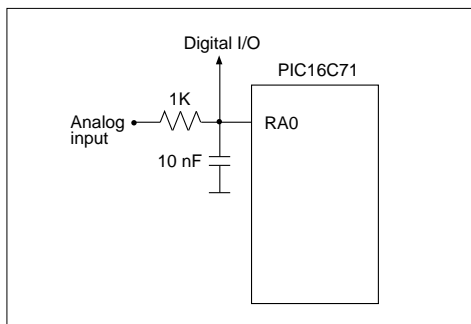 Digital I/O
PIC16C71
1K
Analog
input
RA0
10 nF